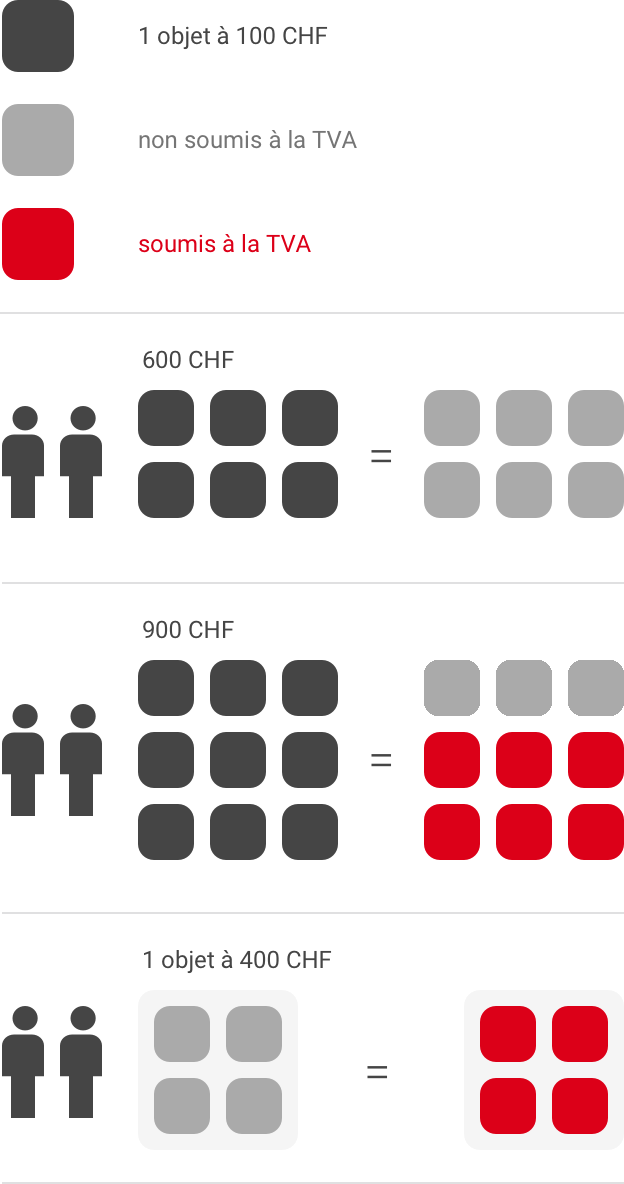 1 objet à 100 CHF
non soumis à la TVA
soumis à la TVA
600 CHF
=
900 CHF
=
1 objet à 400 CHF
=